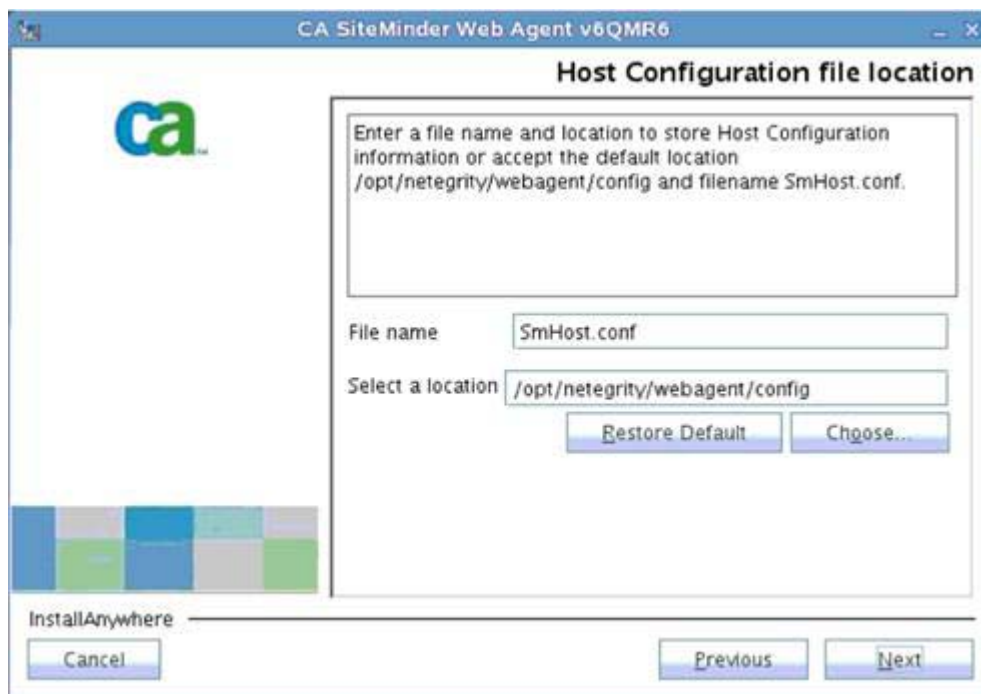 CA SiteMinder Web Agent v6QMR6
Host Configuration file location
ca
Enter a file name and location to store Host Configuration
information or accept the default location
/opt/netegrity/webagent/config and filename SmHost.conf.
File name SmHost.conf
Select a location /opt/netegrity/webagent/config
Restore Default Choose...
InstallAnywhere
Cancel Previous Next